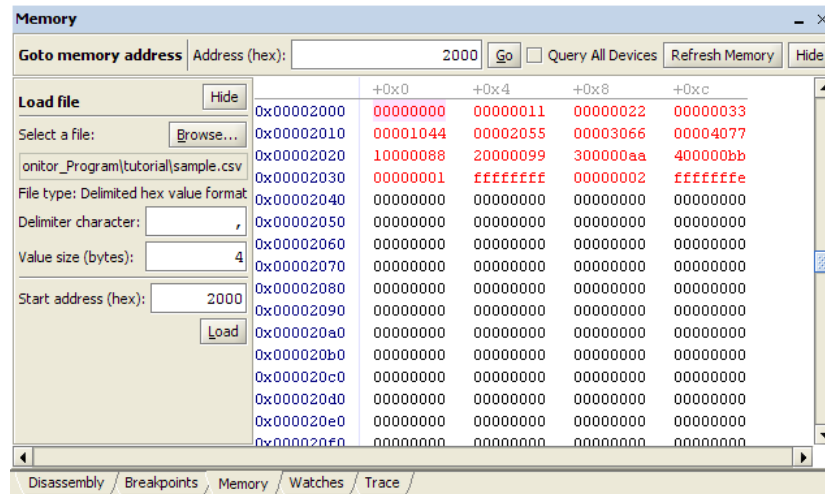 Memory
Goto memory address Address (hex): 2000 Go Query All Devices Refresh Memory Hide
Load file Hide
Select a file: Browse...
onitor_Program\tutorial\sample.csv
File type: Delimited hex value format
Delimiter character: ,
Value size (bytes): 4
Start address (hex): 2000
Load
+0x0 +0x4 +0x8 +0xc
0x00002000 00000000 00000011 00000022 00000033
0x00002010 00001044 00002055 00003066 00004077
0x00002020 10000088 20000099 300000aa 400000bb
0x00002030 00000001 ffffffff 00000002 fffffffe
0x00002040 00000000 00000000 00000000 00000000
0x00002050 00000000 00000000 00000000 00000000
0x00002060 00000000 00000000 00000000 00000000
0x00002070 00000000 00000000 00000000 00000000
0x00002080 00000000 00000000 00000000 00000000
0x00002090 00000000 00000000 00000000 00000000
0x000020a0 00000000 00000000 00000000 00000000
0x000020b0 00000000 00000000 00000000 00000000
0x000020c0 00000000 00000000 00000000 00000000
0x000020d0 00000000 00000000 00000000 00000000
0x000020e0 00000000 00000000 00000000 00000000
0x000020f0 00000000 00000000 00000000 00000000
Disassembly Breakpoints Memory Watches Trace